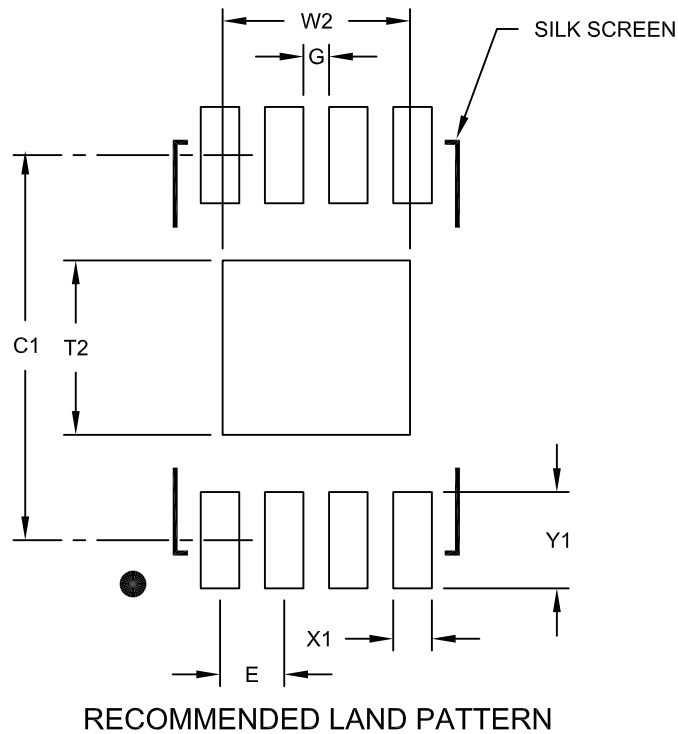 W2
SILK SCREEN
G
C1
T2
Y1
X1
E
RECOMMENDED LAND PATTERN